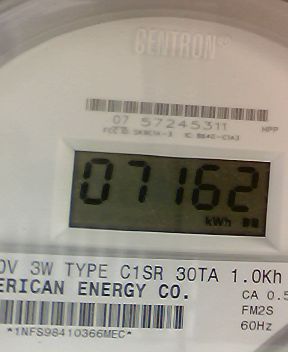 CENTRON
07 57245311
HPP
07162
kWh
0V 3W TYPE C1SR 30TA 1.0Kh
ERICAN ENERGY CO.
CA 0.5
FM2S
60Hz
*1NFS98410366MEC*